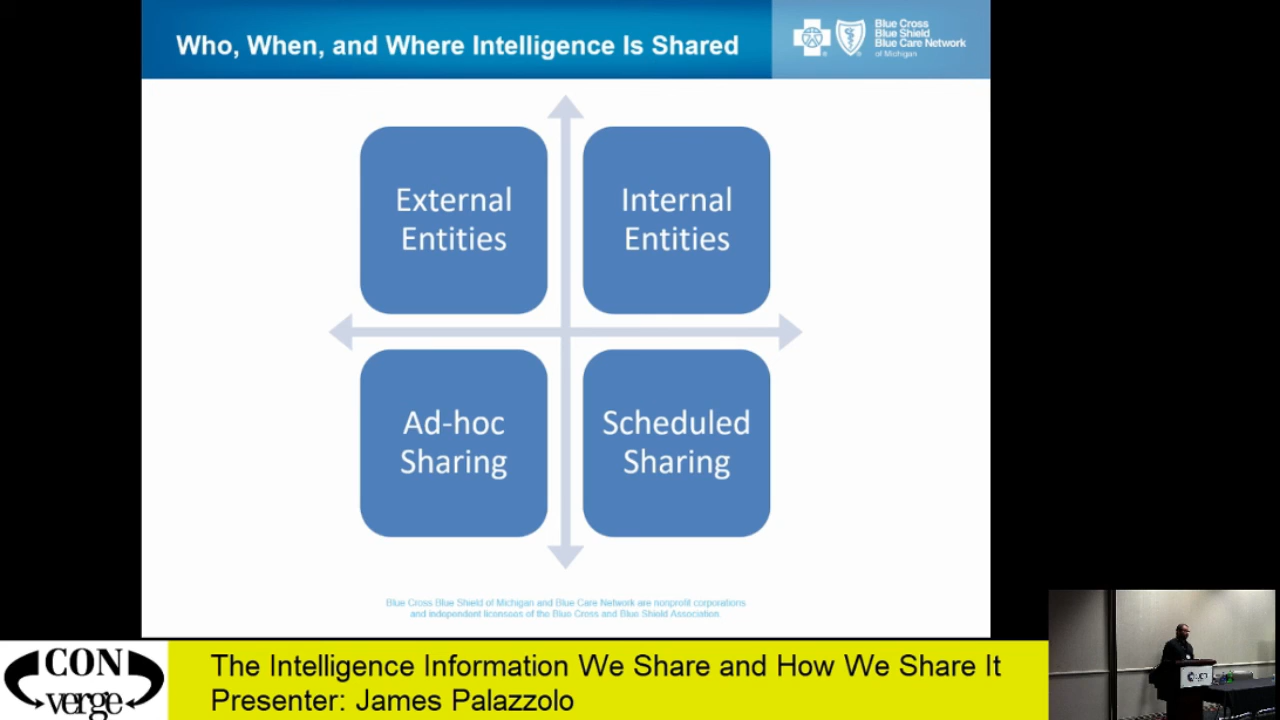 Who, When, and Where Intelligence Is Shared
Blue Cross
Blue Shield
Blue Care Network
of Michigan
External
Entities
Internal
Entities
Ad-hoc
Sharing
Scheduled
Sharing
Blue Cross Blue Shield of Michigan and Blue Care Network are nonprofit corporations
and independent licensees of the Blue Cross and Blue Shield Association.
CON
verge
The Intelligence Information We Share and How We Share It
Presenter: James Palazzolo